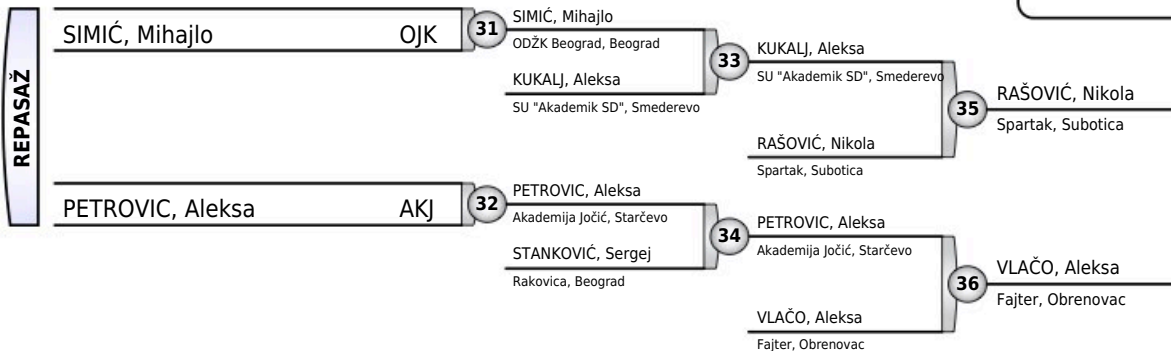 REPASAŽ
SIMIĆ, Mihajlo OJK
31
SIMIĆ, Mihajlo
ODŽK Beograd, Beograd
KUKALJ, Aleksa
SU "Akademik SD", Smederevo
33
KUKALJ, Aleksa
SU "Akademik SD", Smederevo
RAŠOVIĆ, Nikola
Spartak, Subotica
35
RAŠOVIĆ, Nikola
Spartak, Subotica
PETROVIC, Aleksa AKJ
32
PETROVIC, Aleksa
Akademija Jočić, Starčevo
STANKOVIĆ, Sergej
Rakovica, Beograd
34
PETROVIC, Aleksa
Akademija Jočić, Starčevo
VLAČO, Aleksa
Fajter, Obrenovac
36
VLAČO, Aleksa
Fajter, Obrenovac